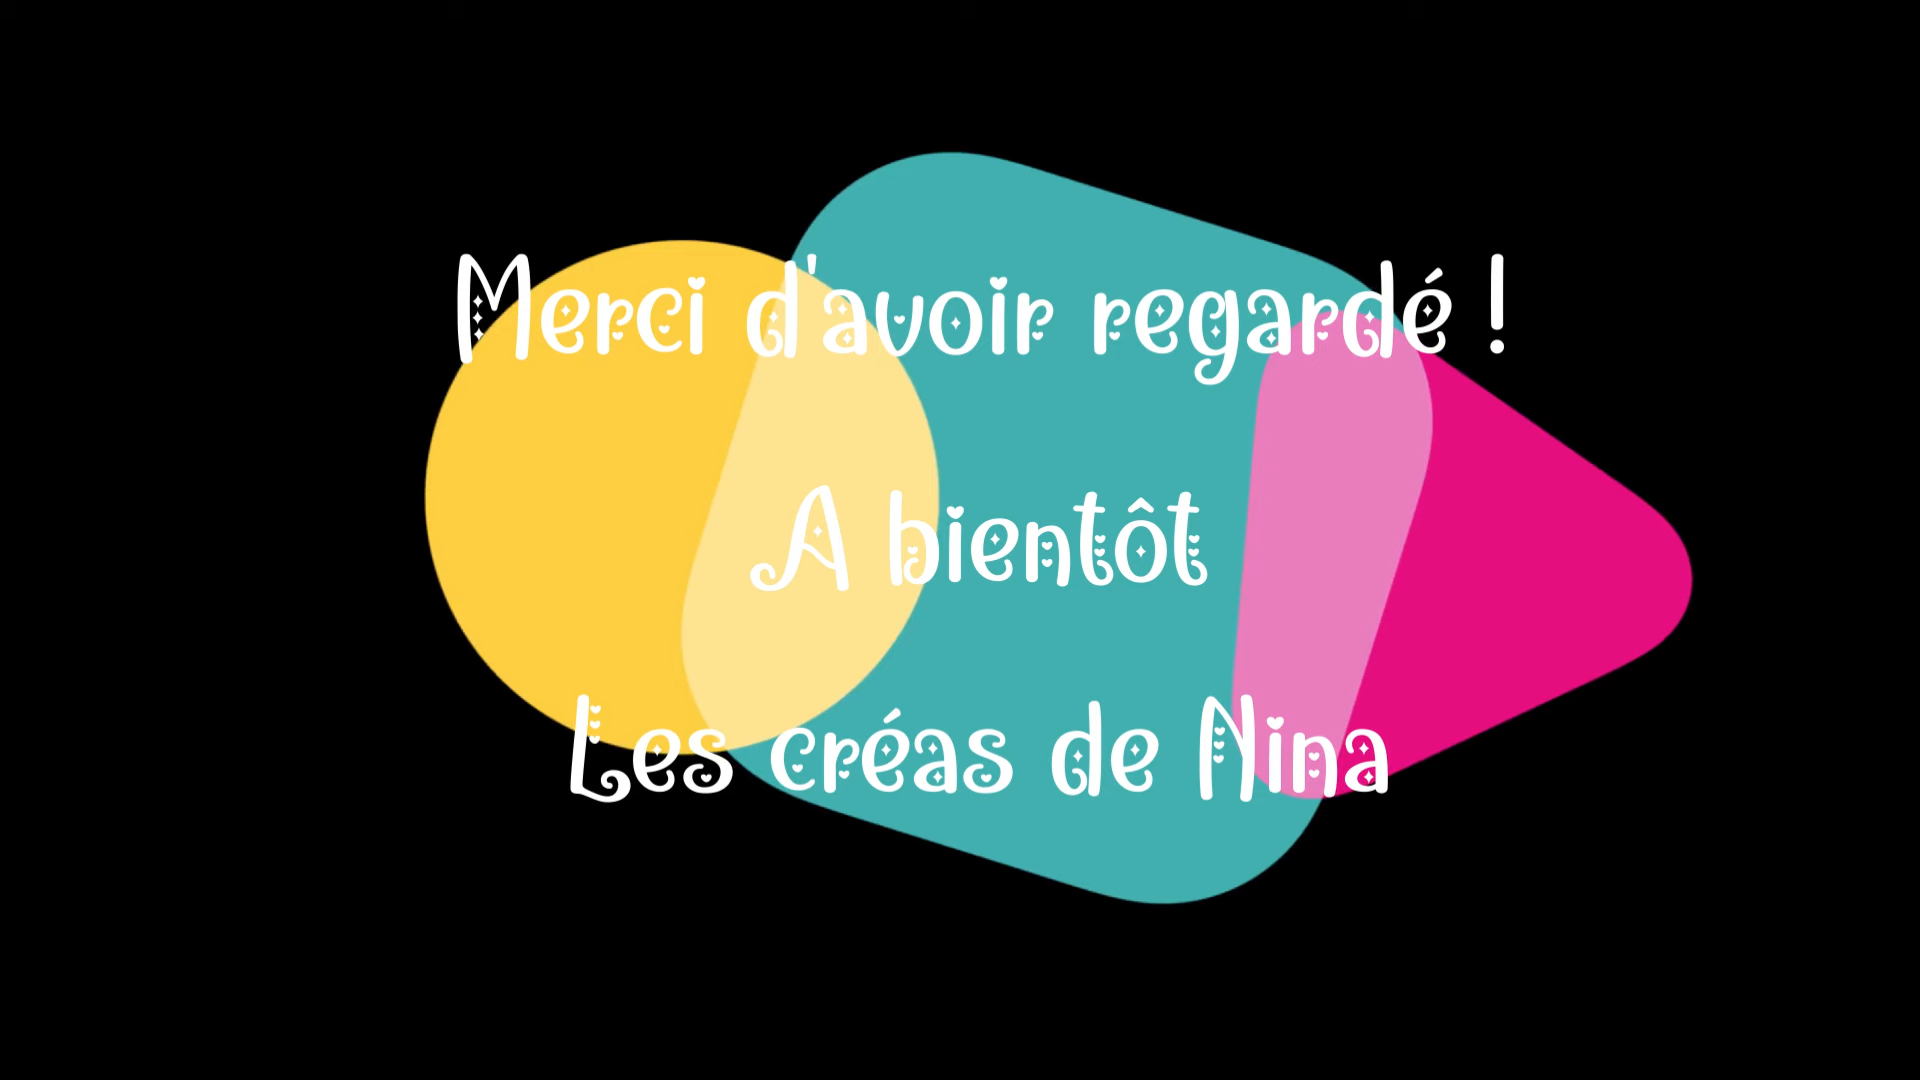 Merci d'avoir regardé !
A bientôt
Les créas de Nina